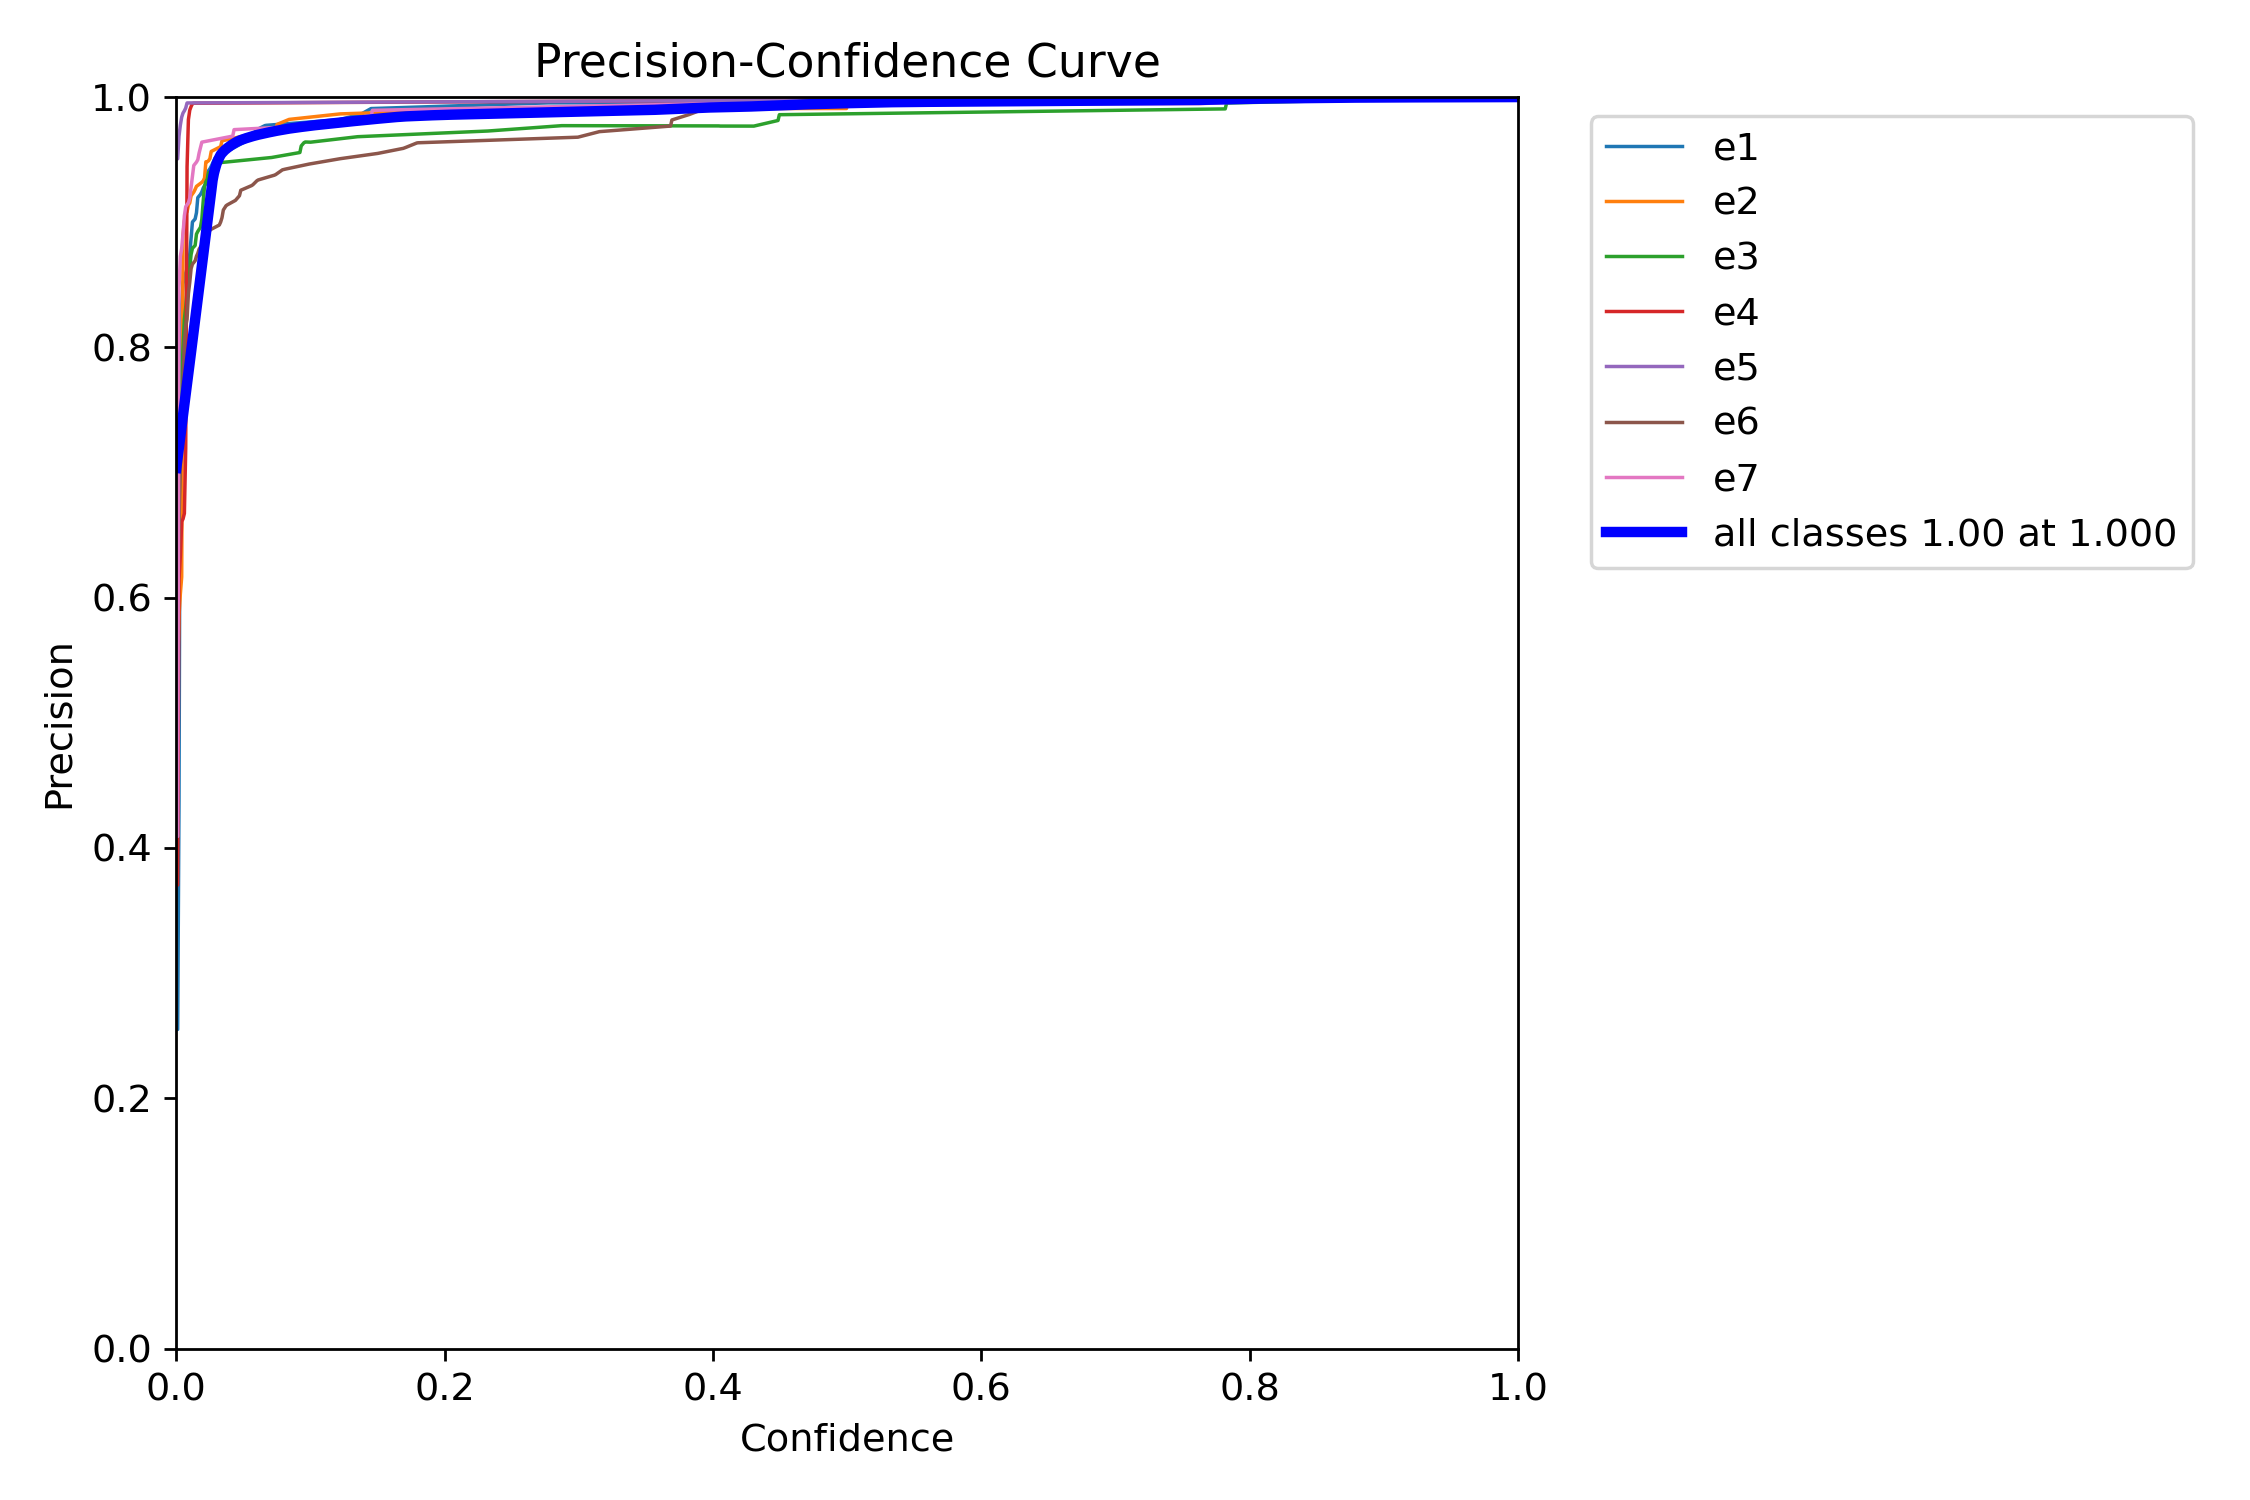 Precision-Confidence Curve
1.0
0.8
0.6
0.4
0.2
0.0
Precision
0.0 0.2 0.4 0.6 0.8 1.0
Confidence
e1
e2
e3
e4
e5
e6
e7
all classes 1.00 at 1.000